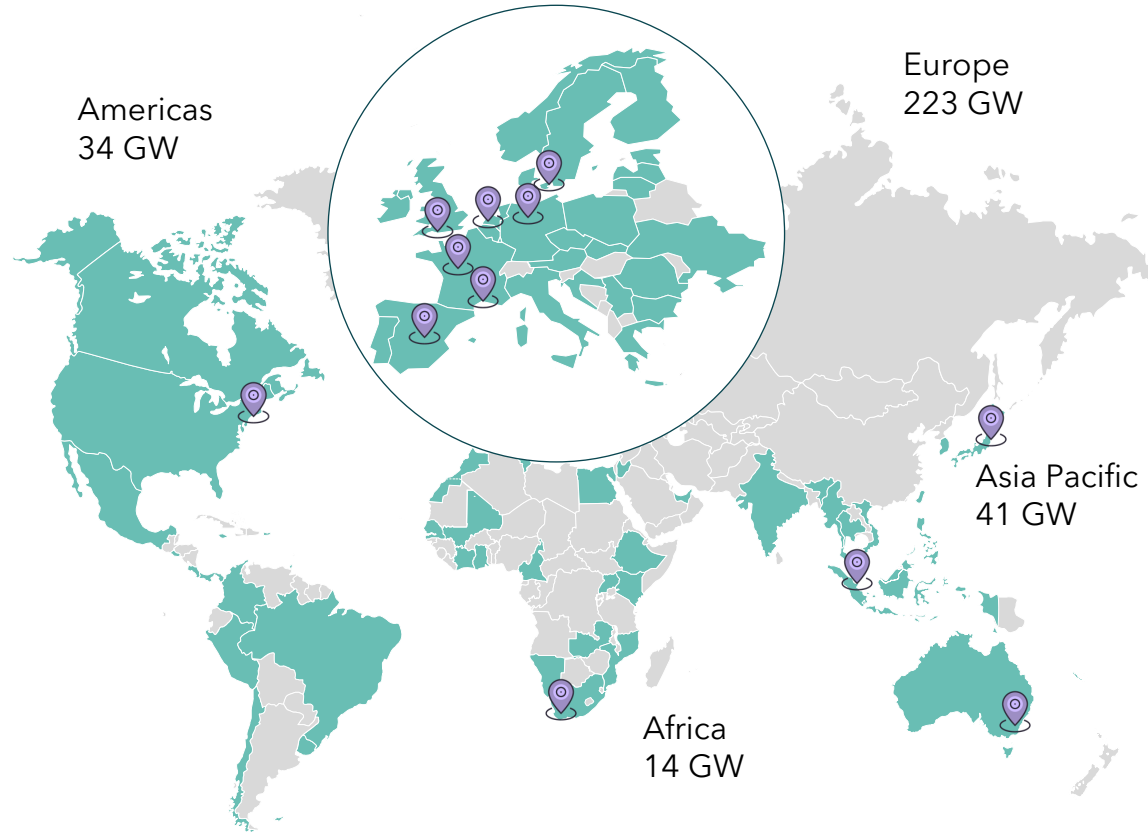 Europe
223 GW
Americas
34 GW
Asia Pacific
41 GW
Africa
14 GW